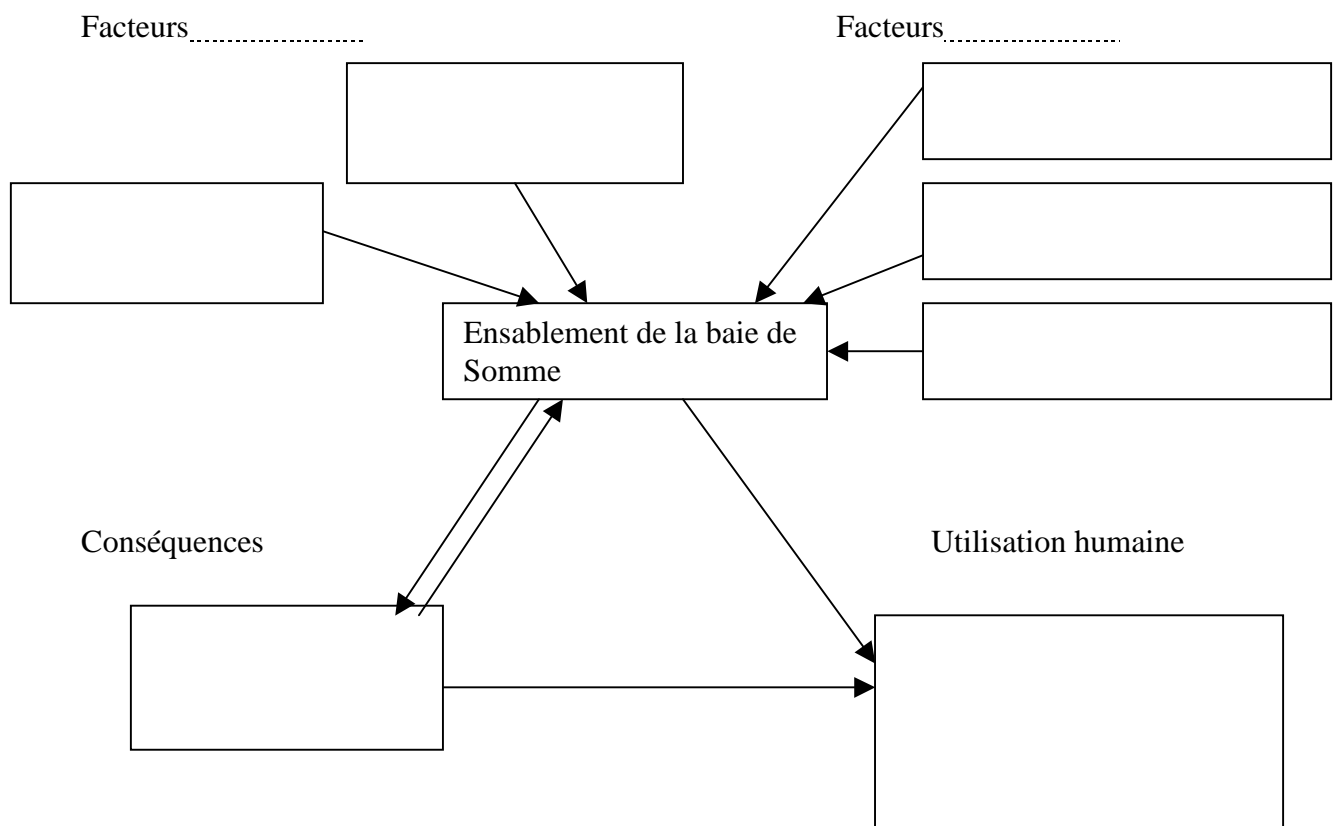 Facteurs
Facteurs
Ensablement de la baie de
Somme
Conséquences
Utilisation humaine